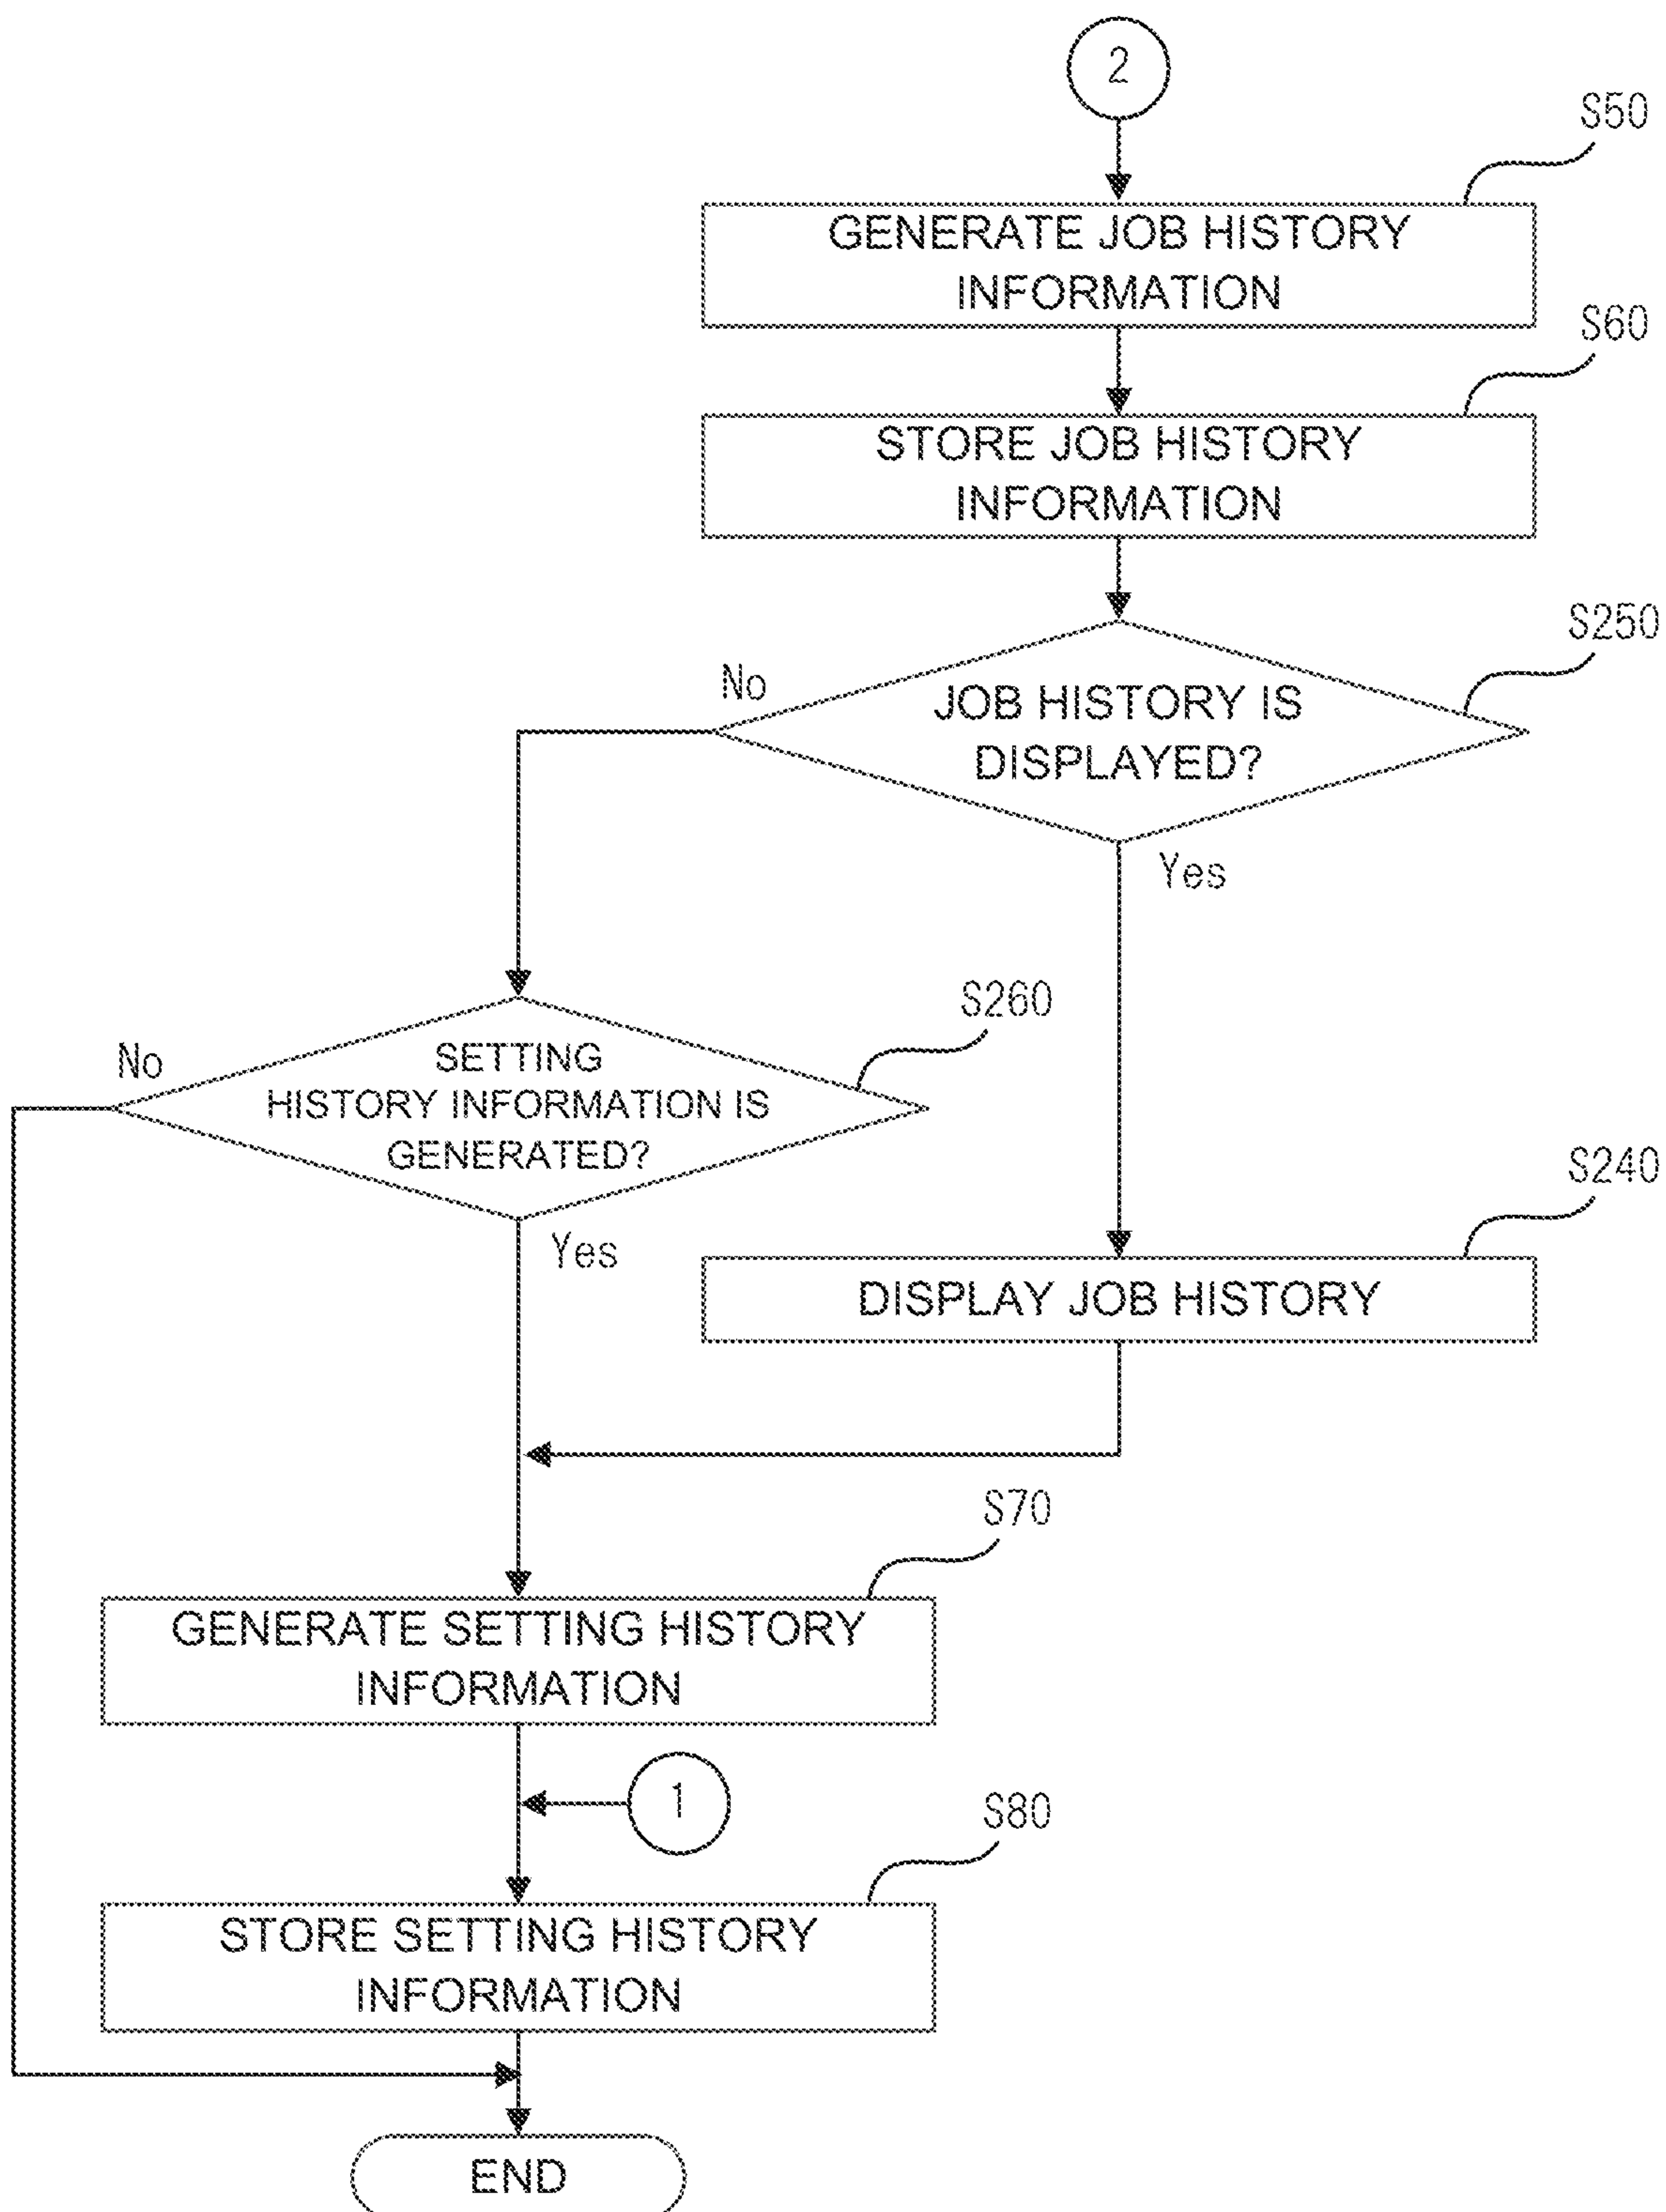 2
S50
GENERATE JOB HISTORY
INFORMATION
S60
STORE JOB HISTORY
INFORMATION
S250
No
JOB HISTORY IS
DISPLAYED?
Yes
S260
No
SETTING
HISTORY INFORMATION IS
GENERATED?
Yes
S240
DISPLAY JOB HISTORY
S70
GENERATE SETTING HISTORY
INFORMATION
1
S80
STORE SETTING HISTORY
INFORMATION
END